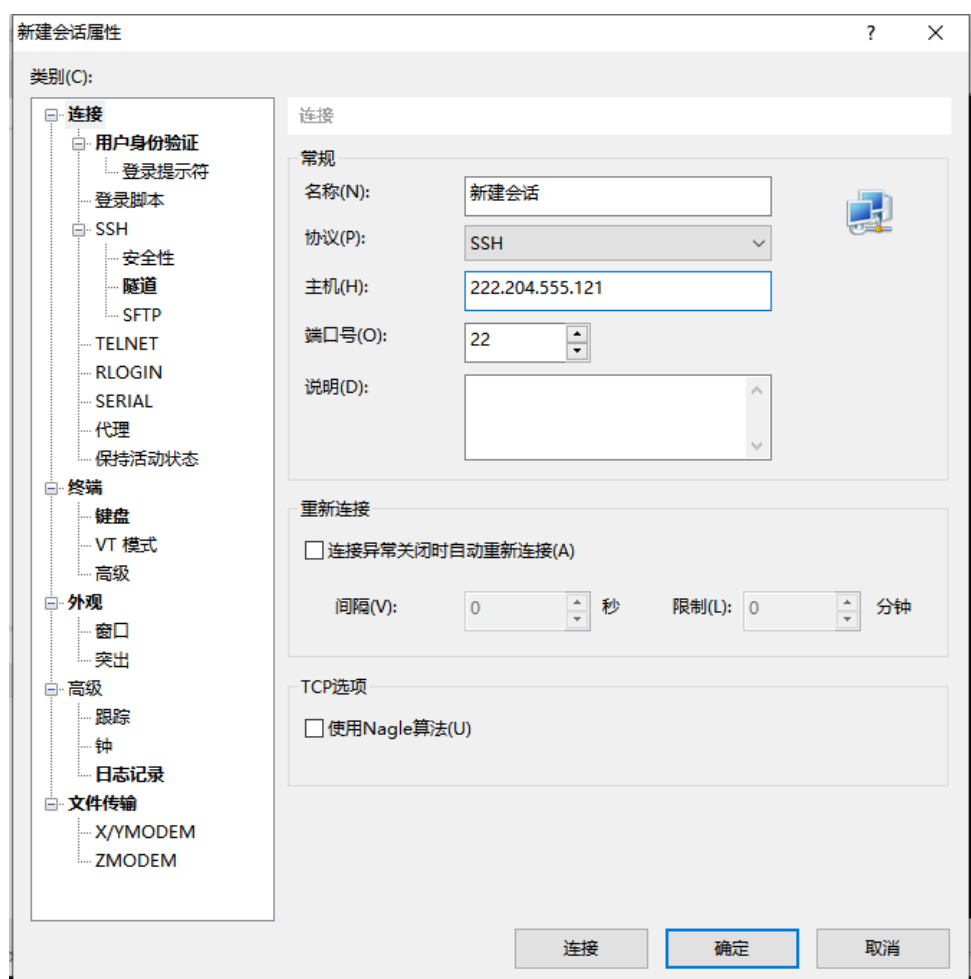 新建会话属性
?
类别(C):
连接
用户身份验证
登录提示符
登录脚本
SSH
安全性
隧道
SFTP
TELNET
RLOGIN
SERIAL
代理
保持活动状态
终端
键盘
VT 模式
高级
外观
窗口
突出
高级
跟踪
钟
日志记录
文件传输
X/YMODEM
ZMODEM
连接
常规
名称(N): 新建会话
协议(P): SSH
主机(H): 222.204.555.121
端口号(O): 22
说明(D):
重新连接
连接异常关闭时自动重新连接(A)
间隔(V): 0 秒 限制(L): 0 分钟
TCP选项
使用Nagle算法(U)
连接 确定 取消